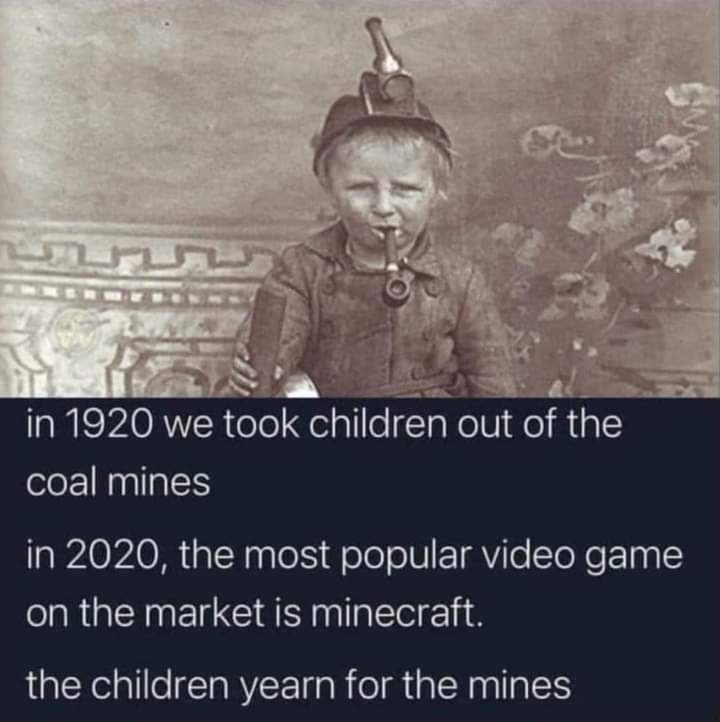 in 1920 we took children out of the
coal mines
in 2020, the most popular video game
on the market is minecraft.
the children yearn for the mines